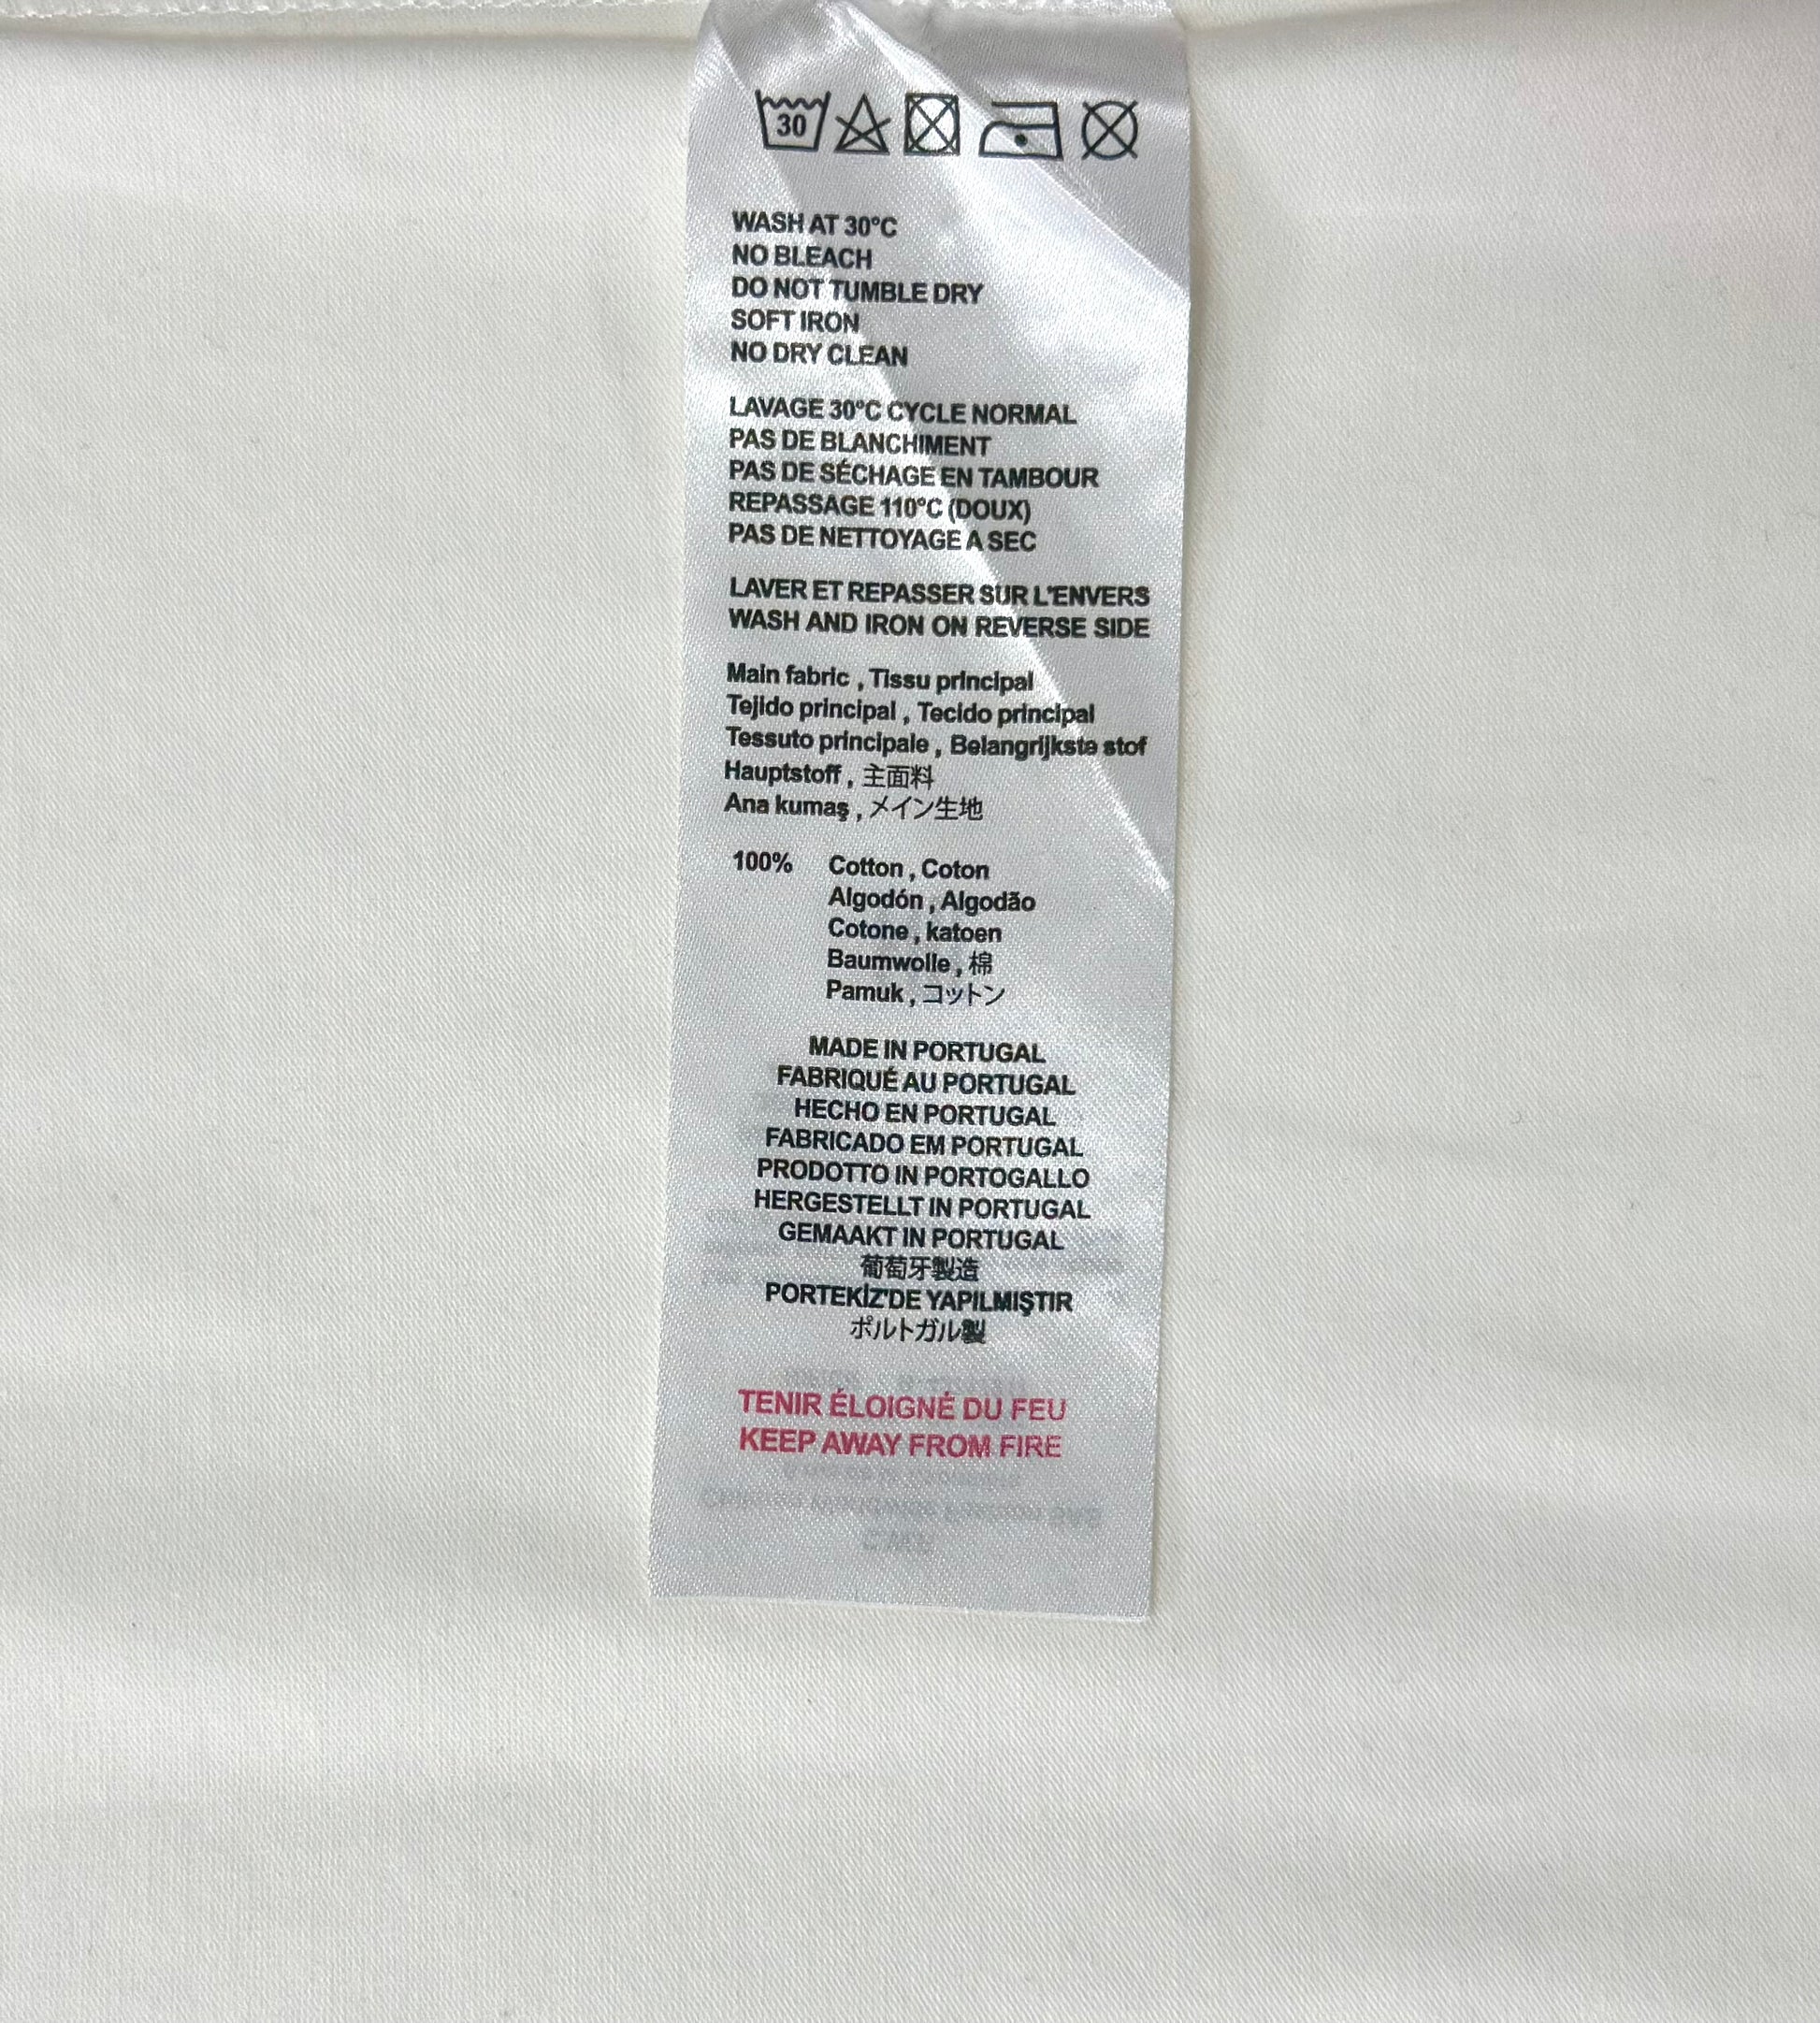 30
WASH AT 30°C
NO BLEACH
DO NOT TUMBLE DRY
SOFT IRON
NO DRY CLEAN
LAVAGE 30°C CYCLE NORMAL
PAS DE BLANCHIMENT
PAS DE SÉCHAGE EN TAMBOUR
REPASSAGE 110°C (DOUX)
PAS DE NETTOYAGE A SEC
LAVER ET REPASSER SUR L'ENVERS
WASH AND IRON ON REVERSE SIDE
Main fabric , Tissu principal
Tejido principal , Tecido principal
Tessuto principale , Belangrijkste stof
Hauptstoff , 主面料
Ana kumaş , メイン生地
100% Cotton , Coton
Algodón , Algodão
Cotone , katoen
Baumwolle , 棉
Pamuk , コットン
MADE IN PORTUGAL
FABRIQUÉ AU PORTUGAL
HECHO EN PORTUGAL
FABRICADO EM PORTUGAL
PRODOTTO IN PORTOGALLO
HERGESTELLT IN PORTUGAL
GEMAAKT IN PORTUGAL
葡萄牙製造
PORTEKİZ'DE YAPILMIŞTIR
ポルトガル製
TENIR ÉLOIGNÉ DU FEU
KEEP AWAY FROM FIRE
Children Worldwide Fashion SAS